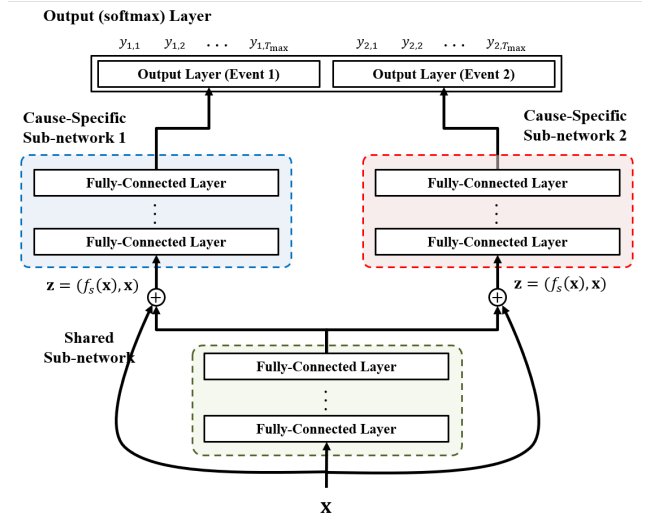 Output (softmax) Layer
y1,1 y1,2 ... y1,Tmax y2,1 y2,2 ... y2,Tmax
Output Layer (Event 1) Output Layer (Event 2)
Cause-Specific
Sub-network 1
Cause-Specific
Sub-network 2
Fully-Connected Layer
⋮
Fully-Connected Layer
Fully-Connected Layer
⋮
Fully-Connected Layer
z = (fs(x), x)
+
z = (fs(x), x)
+
Shared
Sub-network
Fully-Connected Layer
⋮
Fully-Connected Layer
x